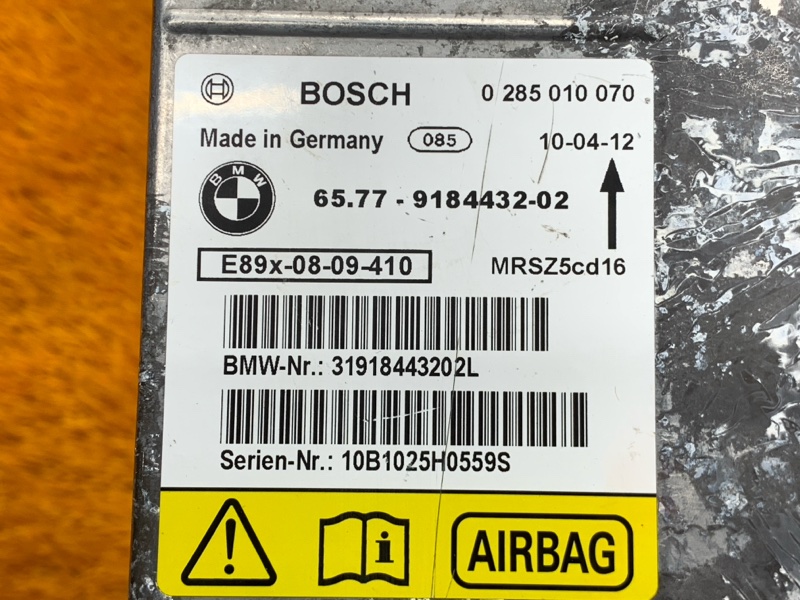 BOSCH 0 285 010 070
Made in Germany 085 10-04-12
BMW
65.77 - 9184432-02
E89x-08-09-410 MRSZ5cd16
BMW-Nr.: 31918443202L
Serien-Nr.: 10B1025H0559S
i AIRBAG